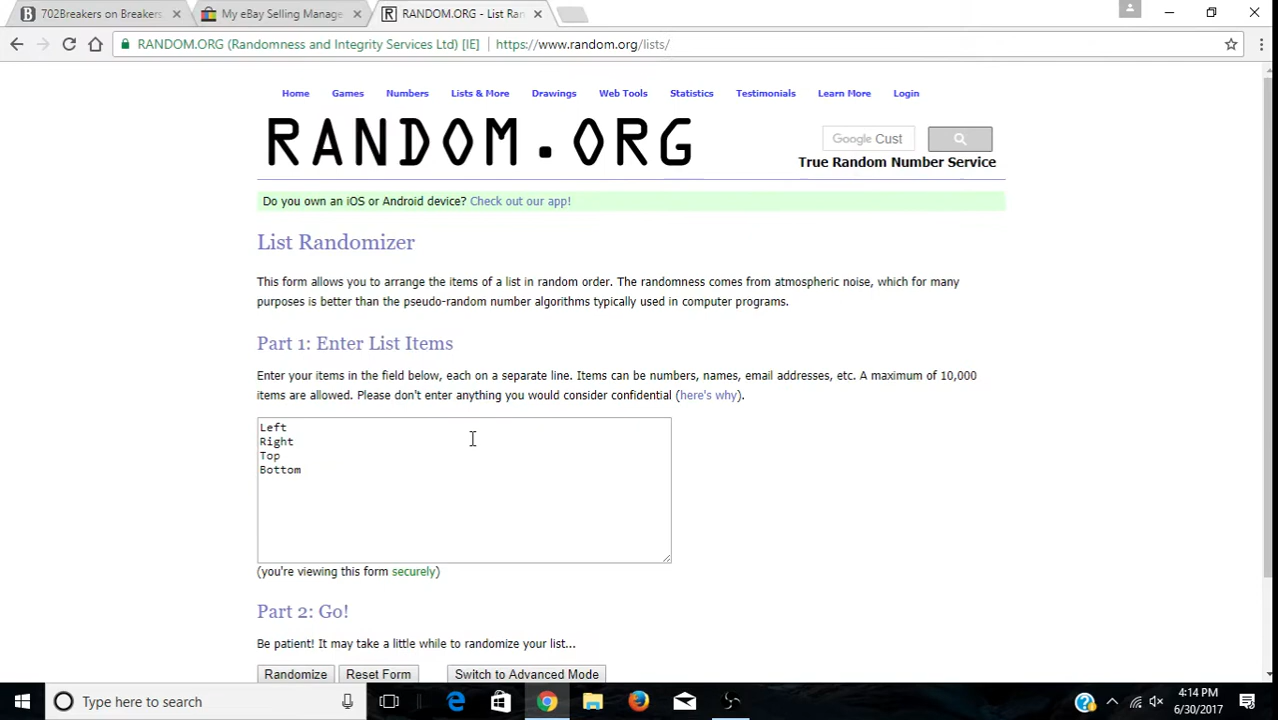 702Breakers on Breakers
My eBay Selling Manage
RANDOM.ORG - List Ran
RANDOM.ORG (Randomness and Integrity Services Ltd) [IE]
https://www.random.org/lists/
Home Games Numbers Lists & More Drawings Web Tools Statistics Testimonials Learn More Login
RANDOM.ORG
Google Cust
True Random Number Service
Do you own an iOS or Android device? Check out our app!
List Randomizer
This form allows you to arrange the items of a list in random order. The randomness comes from atmospheric noise, which for many
purposes is better than the pseudo-random number algorithms typically used in computer programs.
Part 1: Enter List Items
Enter your items in the field below, each on a separate line. Items can be numbers, names, email addresses, etc. A maximum of 10,000
items are allowed. Please don't enter anything you would consider confidential (here's why).
Left
Right
Top
Bottom
(you're viewing this form securely)
Part 2: Go!
Be patient! It may take a little while to randomize your list...
Randomize Reset Form Switch to Advanced Mode
Type here to search
4:14 PM
6/30/2017